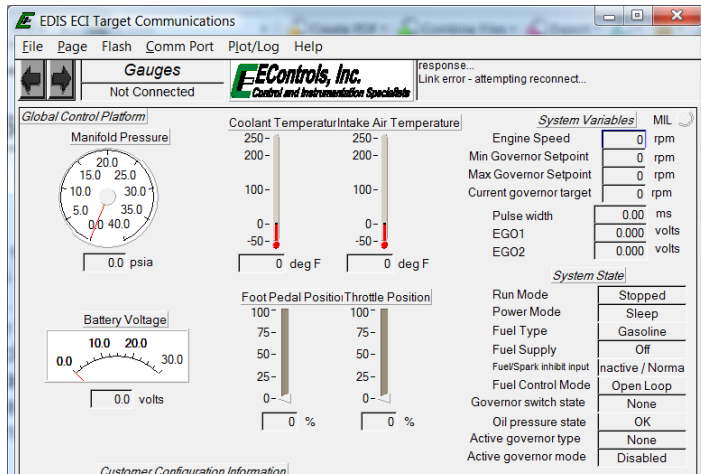 EDIS ECI Target Communications
File Page Flash Comm Port Plot/Log Help
Gauges
Not Connected
EControls, Inc.
Control and Instrumentation Specialists
response...
Link error - attempting reconnect...
Global Control Platform
Manifold Pressure
20.0
15.0 25.0
10.0 30.0
5.0 35.0
0.0 40.0
0.0 psia
Battery Voltage
10.0 20.0
0.0 30.0
0.0 volts
Coolant Temperatur
250
200
100
0
-50
0 deg F
Intake Air Temperature
250
200
100
0
-50
0 deg F
Foot Pedal Positio
100
75
50
25
0
0 %
Throttle Position
100
75
50
25
0
0 %
System Variables MIL
Engine Speed 0 rpm
Min Governor Setpoint 0 rpm
Max Governor Setpoint 0 rpm
Current governor target 0 rpm
Pulse width 0.00 ms
EGO1 0.000 volts
EGO2 0.000 volts
System State
Run Mode Stopped
Power Mode Sleep
Fuel Type Gasoline
Fuel Supply Off
Fuel/Spark inhibit input nactive / Norma
Fuel Control Mode Open Loop
Governor switch state None
Oil pressure state OK
Active governor type None
Active governor mode Disabled
Customer Configuration Information